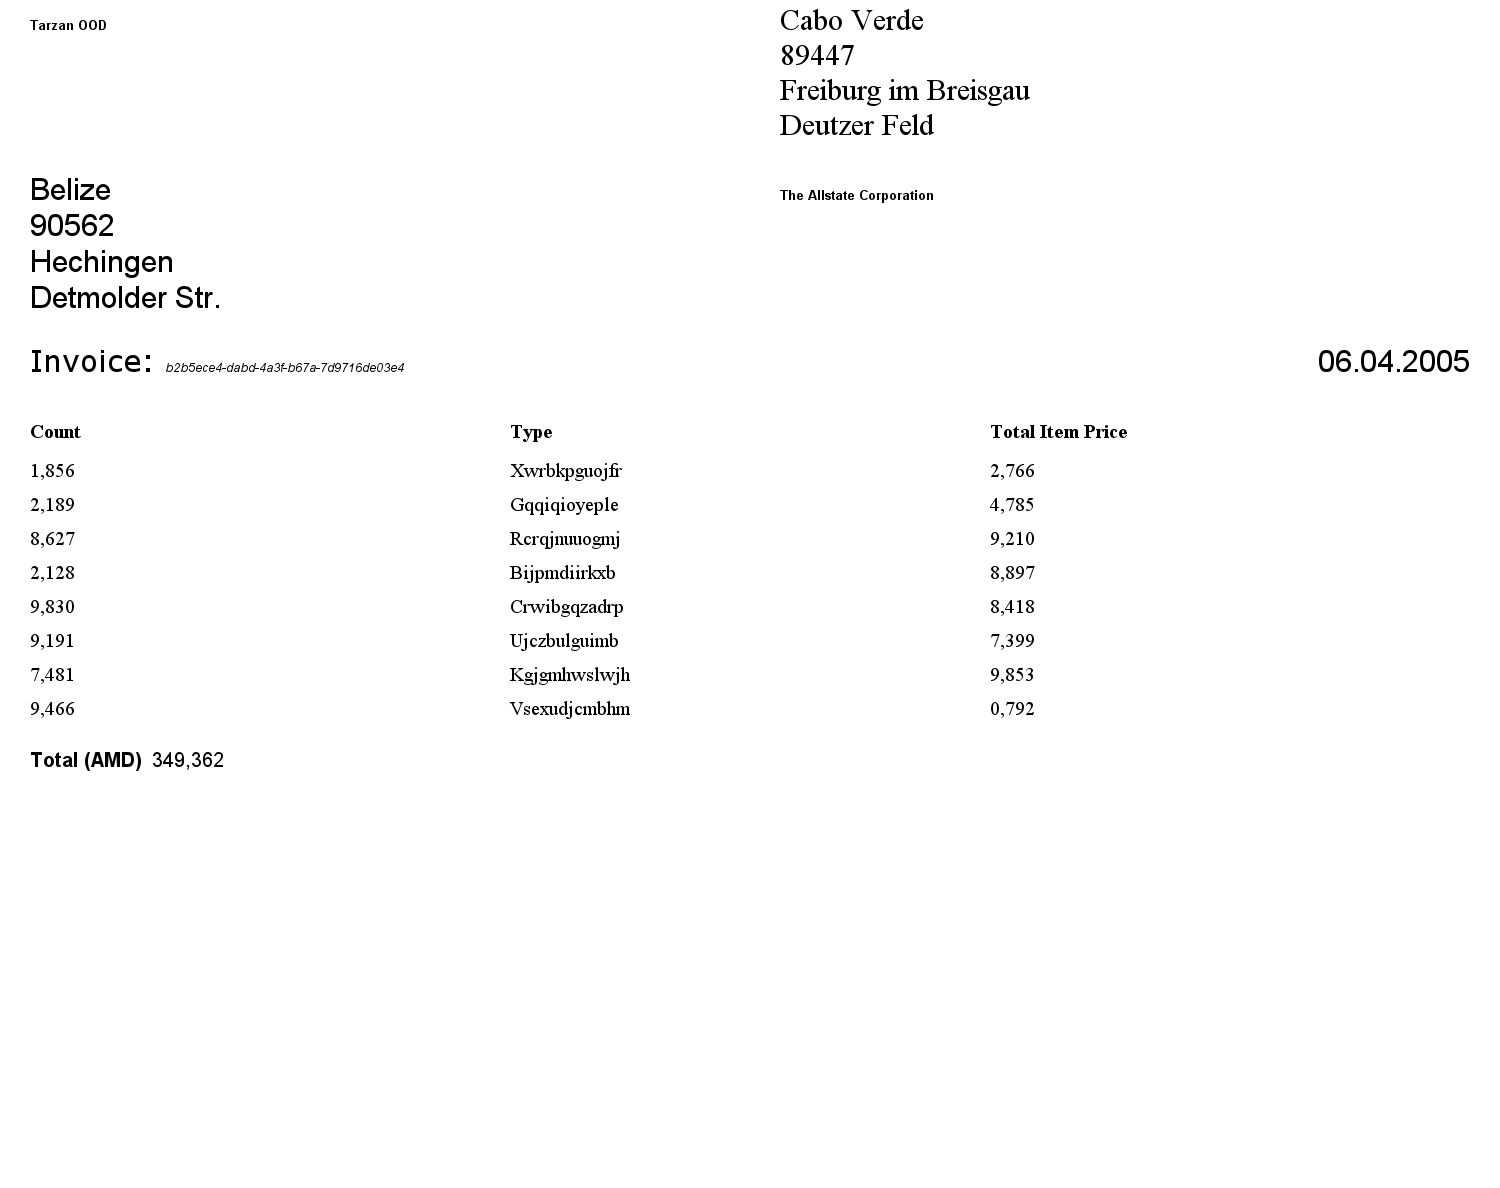 Tarzan OOD
Cabo Verde
89447
Freiburg im Breisgau
Deutzer Feld
Belize
90562
Hechingen
Detmolder Str.
The Allstate Corporation
Invoice: b2b5ece4-dabd-4a3f-b67a-7d9716de03e4 06.04.2005
Count Type Total Item Price
1,856 Xwrbkpguojfr 2,766
2,189 Gqqiqioyeple 4,785
8,627 Rcrqjnuuogmj 9,210
2,128 Bijpmdiirkxb 8,897
9,830 Crwibgqzadrp 8,418
9,191 Ujczbulguimb 7,399
7,481 Kgjgmhwslwjh 9,853
9,466 Vsexudjcmbhm 0,792
Total (AMD) 349,362